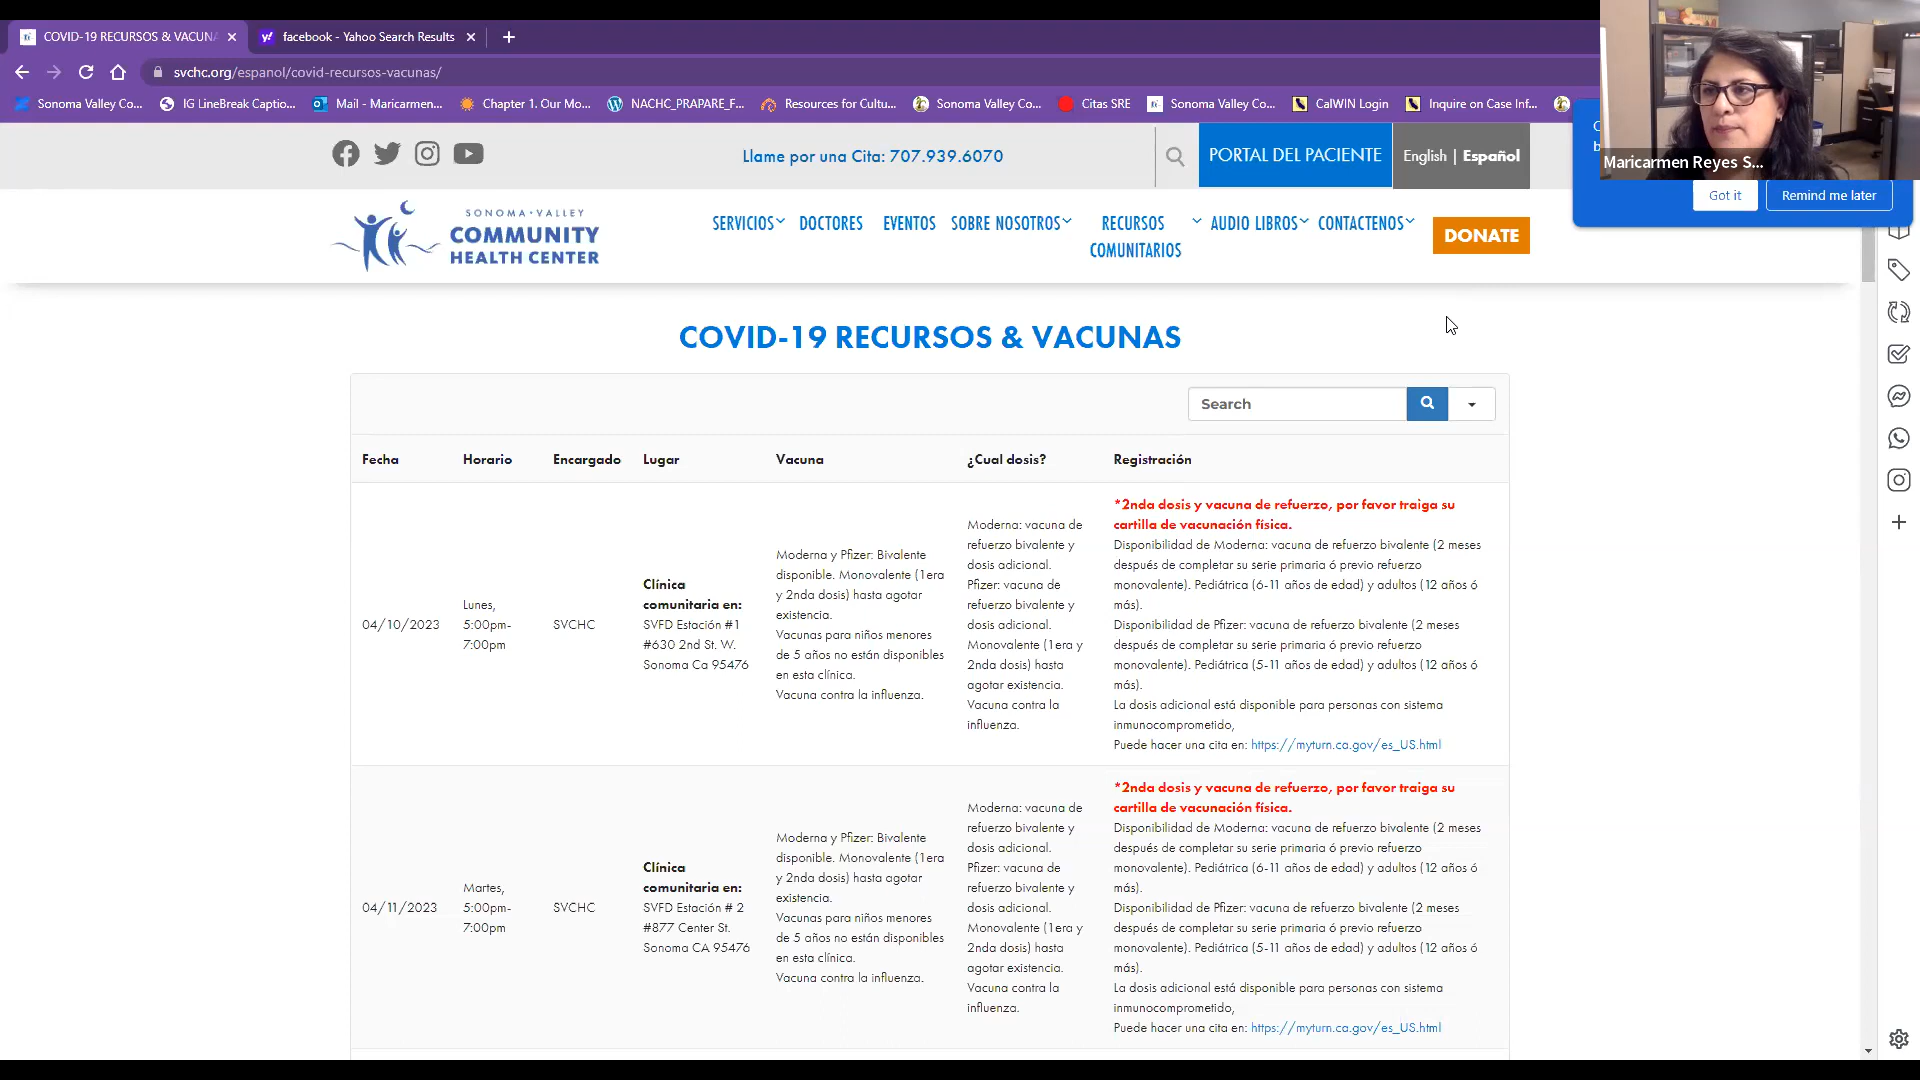 COVID-19 RECURSOS & VACUN
facebook - Yahoo Search Results
svchc.org/espanol/covid-recursos-vacunas/
Sonoma Valley Co...
IG LineBreak Captio...
Mail - Maricarmen...
Chapter 1. Our Mo...
NACHC_PRAPARE_F...
Resources for Cultu...
Sonoma Valley Co...
Citas SRE
Sonoma Valley Co...
CalWIN Login
Inquire on Case Inf...
Maricarmen Reyes S...
Got it
Remind me later
Llame por una Cita: 707.939.6070
PORTAL DEL PACIENTE
English | Español
SONOMA · VALLEY
COMMUNITY
HEALTH CENTER
SERVICIOS
DOCTORES
EVENTOS
SOBRE NOSOTROS
RECURSOS
COMUNITARIOS
AUDIO LIBROS
CONTACTENOS
DONATE
COVID-19 RECURSOS & VACUNAS
Search
Fecha
Horario
Encargado
Lugar
Vacuna
¿Cual dosis?
Registración
04/10/2023
Lunes,
5:00pm-
7:00pm
SVCHC
Clínica
comunitaria en:
SVFD Estación #1
#630 2nd St. W.
Sonoma Ca 95476
Moderna y Pfizer: Bivalente
disponible. Monovalente (1era
y 2nda dosis) hasta agotar
existencia.
Vacunas para niños menores
de 5 años no están disponibles
en esta clínica.
Vacuna contra la influenza.
Moderna: vacuna de
refuerzo bivalente y
dosis adicional.
Pfizer: vacuna de
refuerzo bivalente y
dosis adicional.
Monovalente (1era y
2nda dosis) hasta
agotar existencia.
Vacuna contra la
influenza.
*2nda dosis y vacuna de refuerzo, por favor traiga su
cartilla de vacunación física.
Disponibilidad de Moderna: vacuna de refuerzo bivalente (2 meses
después de completar su serie primaria ó previo refuerzo
monovalente). Pediátrica (6-11 años de edad) y adultos (12 años ó
más).
Disponibilidad de Pfizer: vacuna de refuerzo bivalente (2 meses
después de completar su serie primaria ó previo refuerzo
monovalente). Pediátrica (5-11 años de edad) y adultos (12 años ó
más).
La dosis adicional está disponible para personas con sistema
inmunocomprometido,
Puede hacer una cita en: https://myturn.ca.gov/es_US.html
04/11/2023
Martes,
5:00pm-
7:00pm
SVCHC
Clínica
comunitaria en:
SVFD Estación # 2
#877 Center St.
Sonoma CA 95476
Moderna y Pfizer: Bivalente
disponible. Monovalente (1era
y 2nda dosis) hasta agotar
existencia.
Vacunas para niños menores
de 5 años no están disponibles
en esta clínica.
Vacuna contra la influenza.
Moderna: vacuna de
refuerzo bivalente y
dosis adicional.
Pfizer: vacuna de
refuerzo bivalente y
dosis adicional.
Monovalente (1era y
2nda dosis) hasta
agotar existencia.
Vacuna contra la
influenza.
*2nda dosis y vacuna de refuerzo, por favor traiga su
cartilla de vacunación física.
Disponibilidad de Moderna: vacuna de refuerzo bivalente (2 meses
después de completar su serie primaria ó previo refuerzo
monovalente). Pediátrica (6-11 años de edad) y adultos (12 años ó
más).
Disponibilidad de Pfizer: vacuna de refuerzo bivalente (2 meses
después de completar su serie primaria ó previo refuerzo
monovalente). Pediátrica (5-11 años de edad) y adultos (12 años ó
más).
La dosis adicional está disponible para personas con sistema
inmunocomprometido,
Puede hacer una cita en: https://myturn.ca.gov/es_US.html